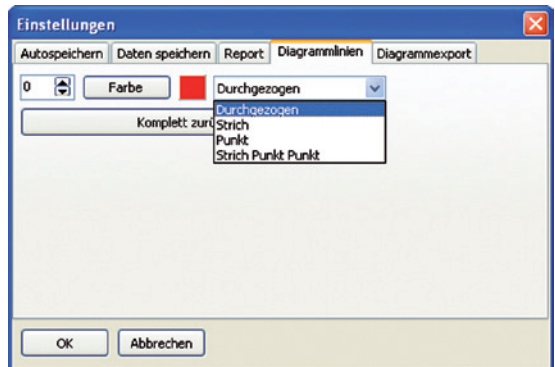 Einstellungen
Autospeichern Daten speichern Report Diagrammlinien Diagrammexport
0 Farbe Durchgezogen
Durchgezogen
Komplett
Strich
Punkt
Strich Punkt Punkt
OK Abbrechen